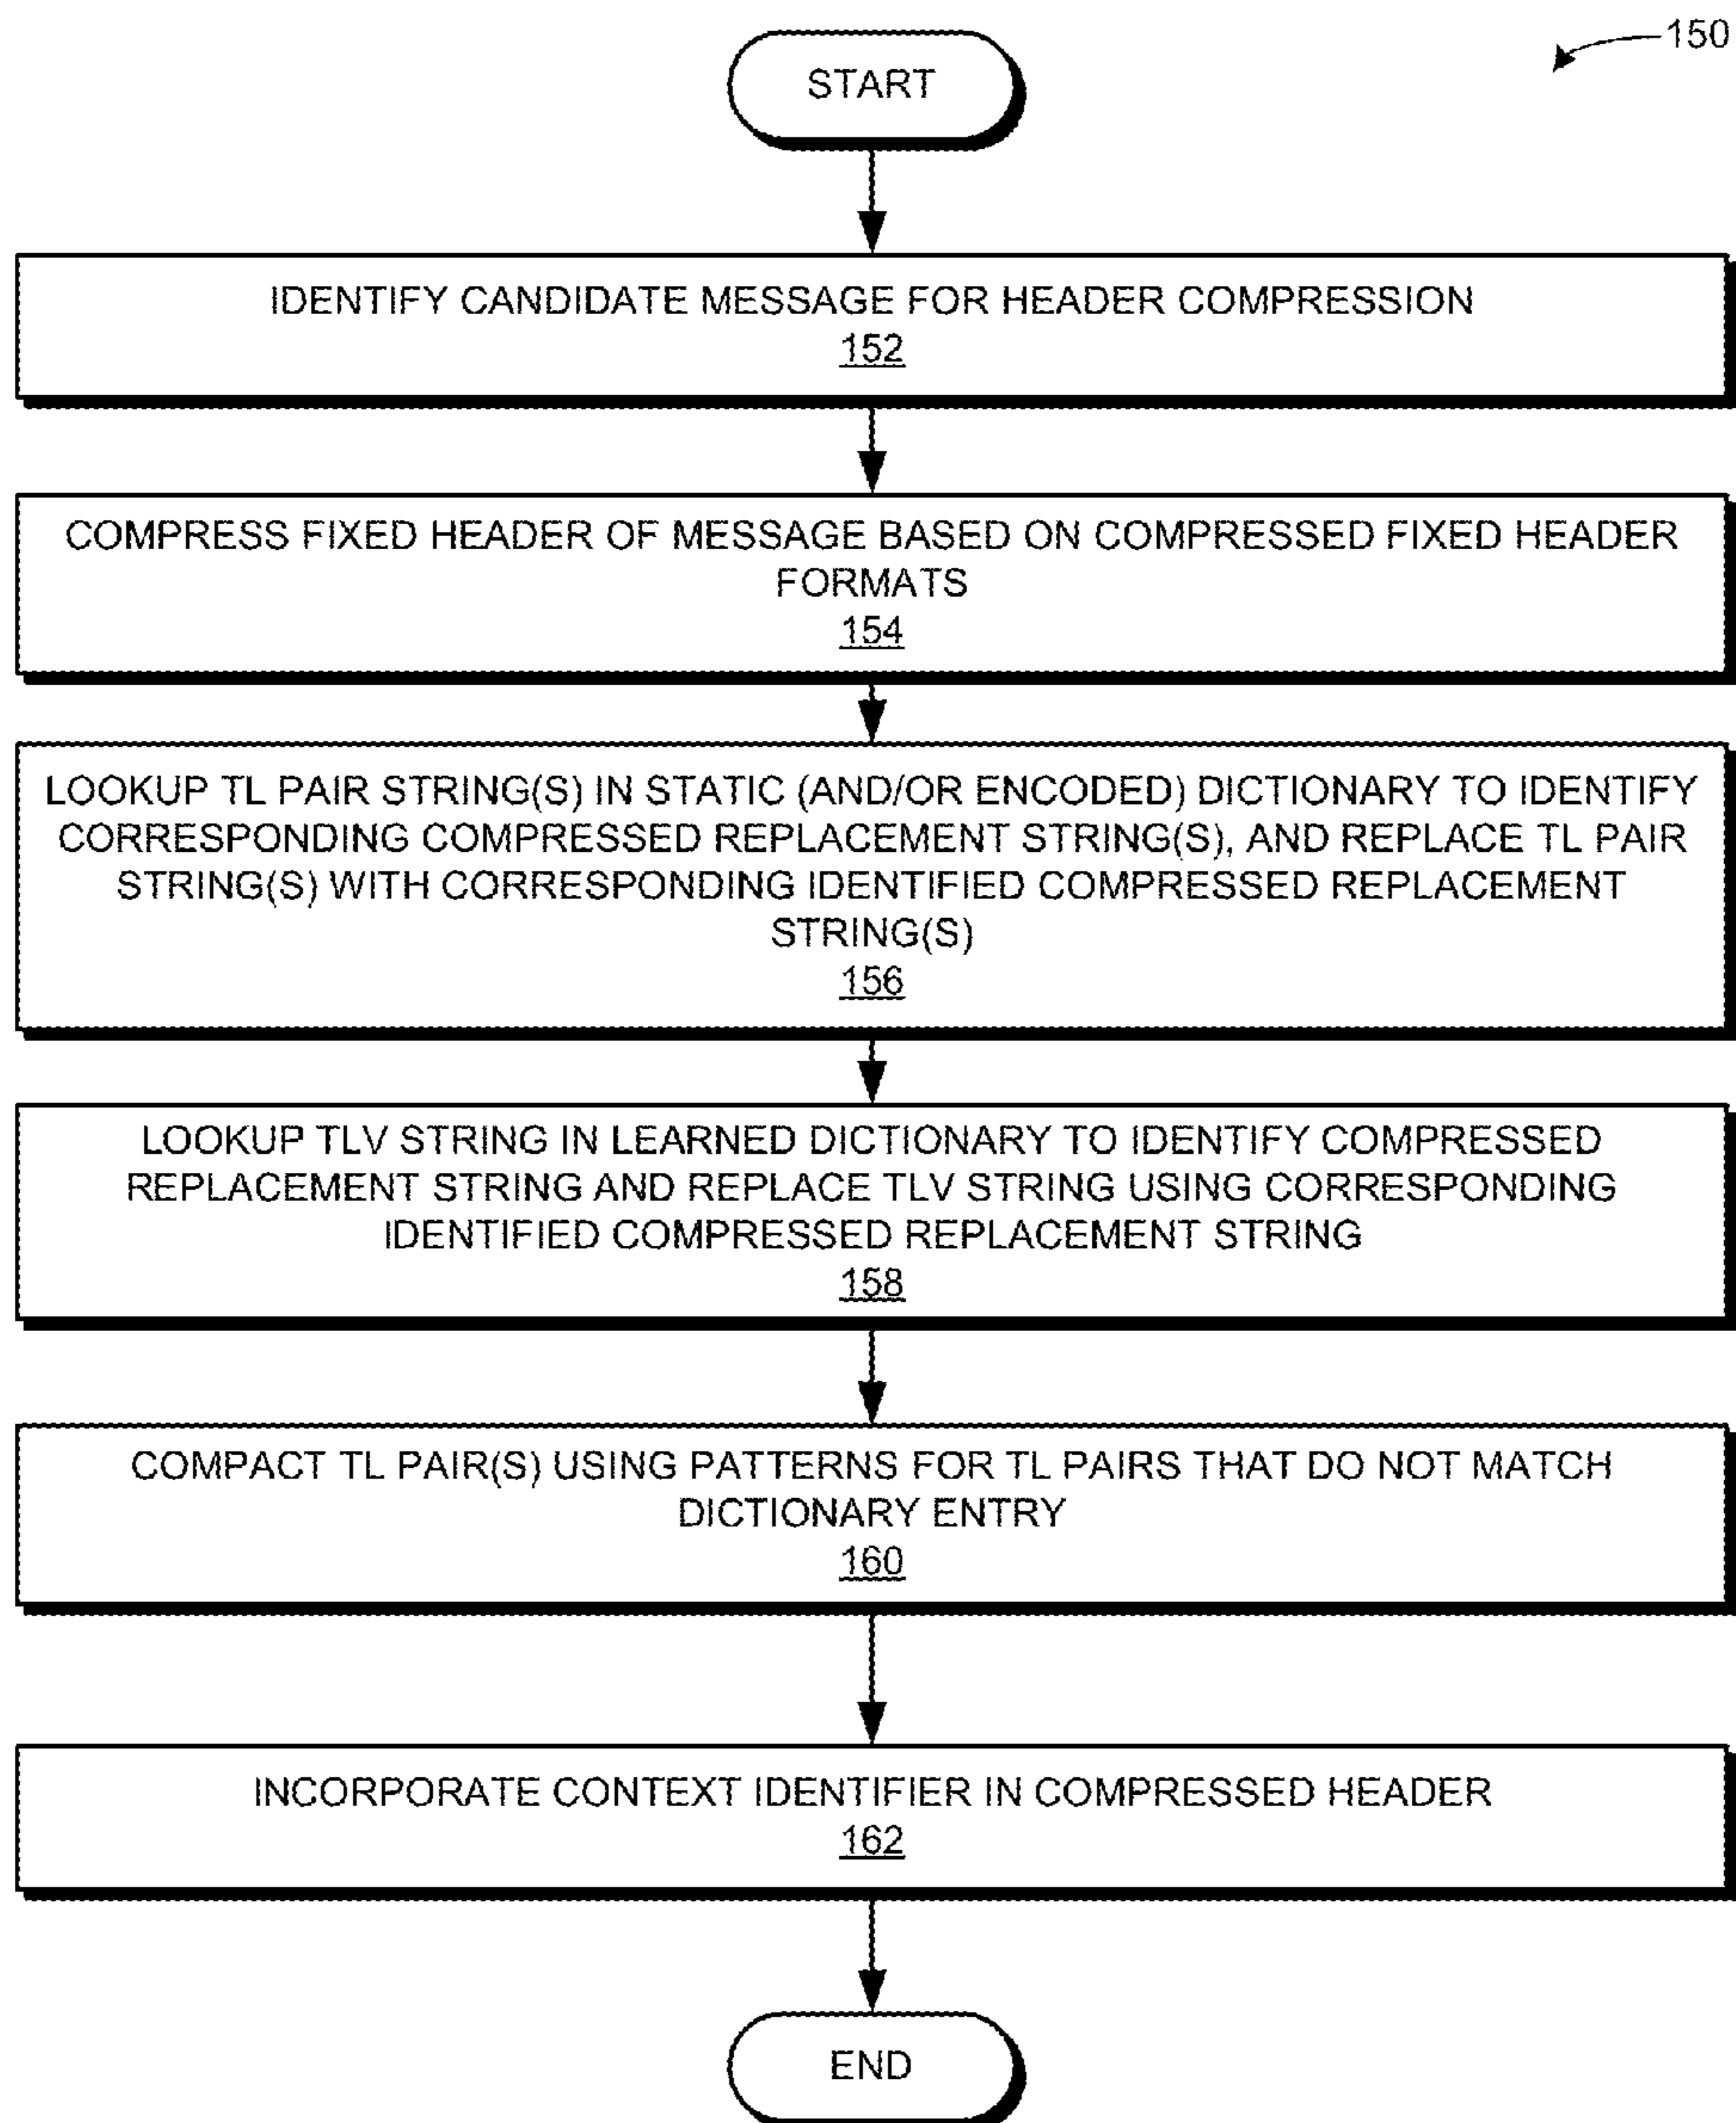 150
START
IDENTIFY CANDIDATE MESSAGE FOR HEADER COMPRESSION
152
COMPRESS FIXED HEADER OF MESSAGE BASED ON COMPRESSED FIXED HEADER
FORMATS
154
LOOKUP TL PAIR STRING(S) IN STATIC (AND/OR ENCODED) DICTIONARY TO IDENTIFY
CORRESPONDING COMPRESSED REPLACEMENT STRING(S), AND REPLACE TL PAIR
STRING(S) WITH CORRESPONDING IDENTIFIED COMPRESSED REPLACEMENT
STRING(S)
156
LOOKUP TLV STRING IN LEARNED DICTIONARY TO IDENTIFY COMPRESSED
REPLACEMENT STRING AND REPLACE TLV STRING USING CORRESPONDING
IDENTIFIED COMPRESSED REPLACEMENT STRING
158
COMPACT TL PAIR(S) USING PATTERNS FOR TL PAIRS THAT DO NOT MATCH
DICTIONARY ENTRY
160
INCORPORATE CONTEXT IDENTIFIER IN COMPRESSED HEADER
162
END